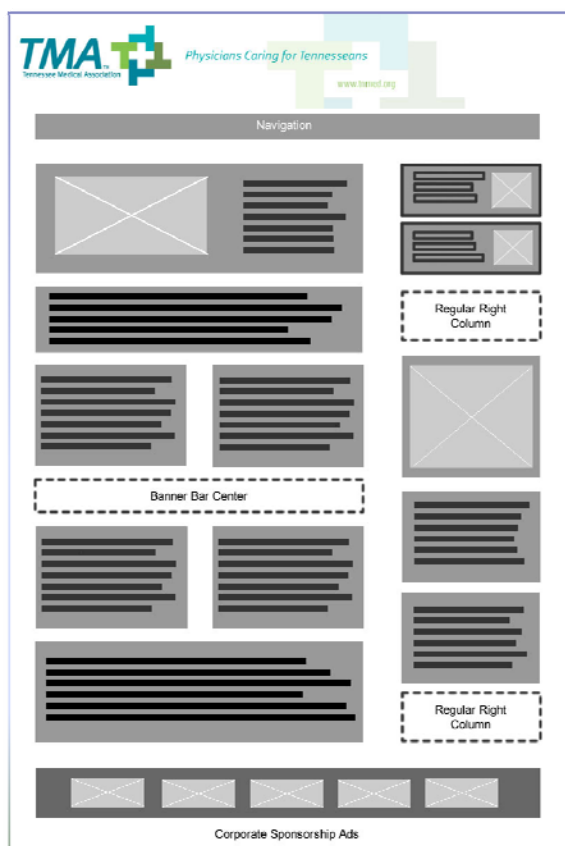 TMA
Tennessee Medical Association
Physicians Caring for Tennesseans
www.tnmed.org
Navigation
Regular Right
Column
Banner Bar Center
Regular Right
Column
Corporate Sponsorship Ads